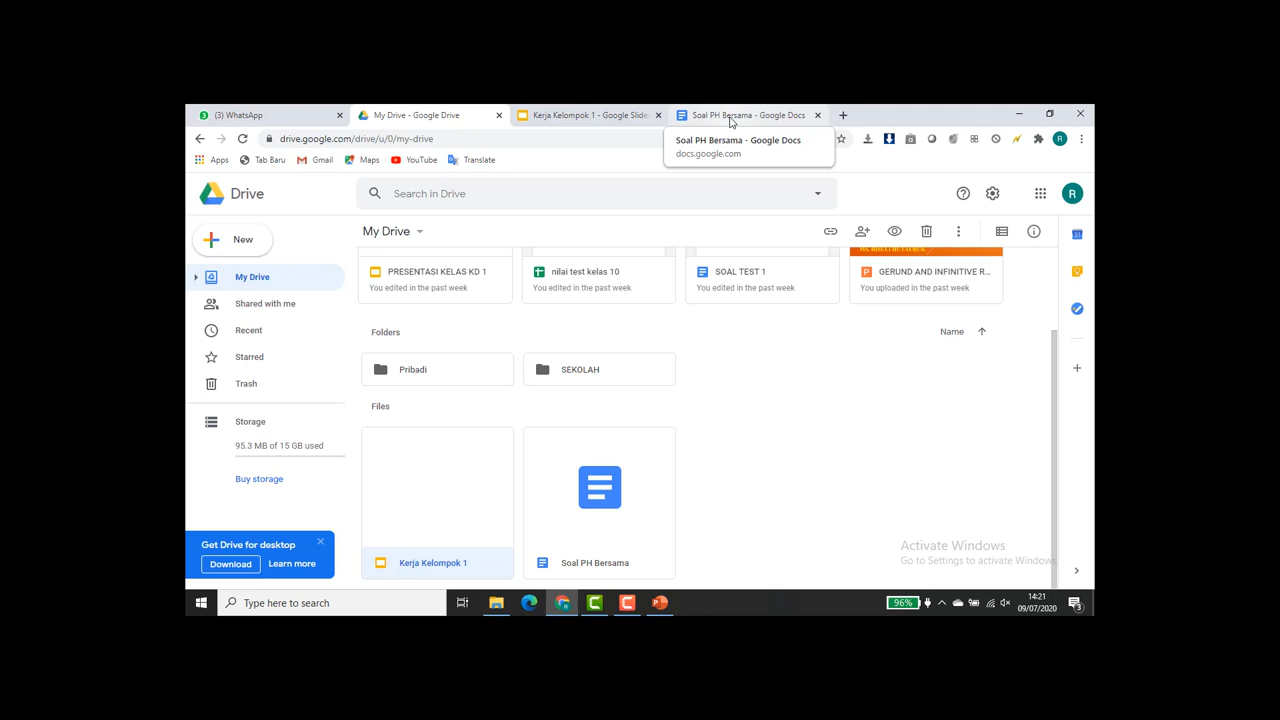 (3) WhatsApp
My Drive - Google Drive
Kerja Kelompok 1 - Google Slide
Soal PH Bersama - Google Docs
drive.google.com/drive/u/0/my-drive
Soal PH Bersama - Google Docs
docs.google.com
Apps
Tab Baru
Gmail
Maps
YouTube
Translate
R
Drive
Search in Drive
R
New
My Drive
PRESENTASI KELAS KD 1
nilai test kelas 10
SOAL TEST 1
GERUND AND INFINITIVE R...
You edited in the past week
You edited in the past week
You edited in the past week
You uploaded in the past week
My Drive
Shared with me
Recent
Starred
Trash
Storage
95.3 MB of 15 GB used
Buy storage
Folders
Name
Pribadi
SEKOLAH
Files
Kerja Kelompok 1
Soal PH Bersama
Get Drive for desktop
Download
Learn more
Activate Windows
Go to Settings to activate Windows.
Type here to search
96%
14:21
09/07/2020
3